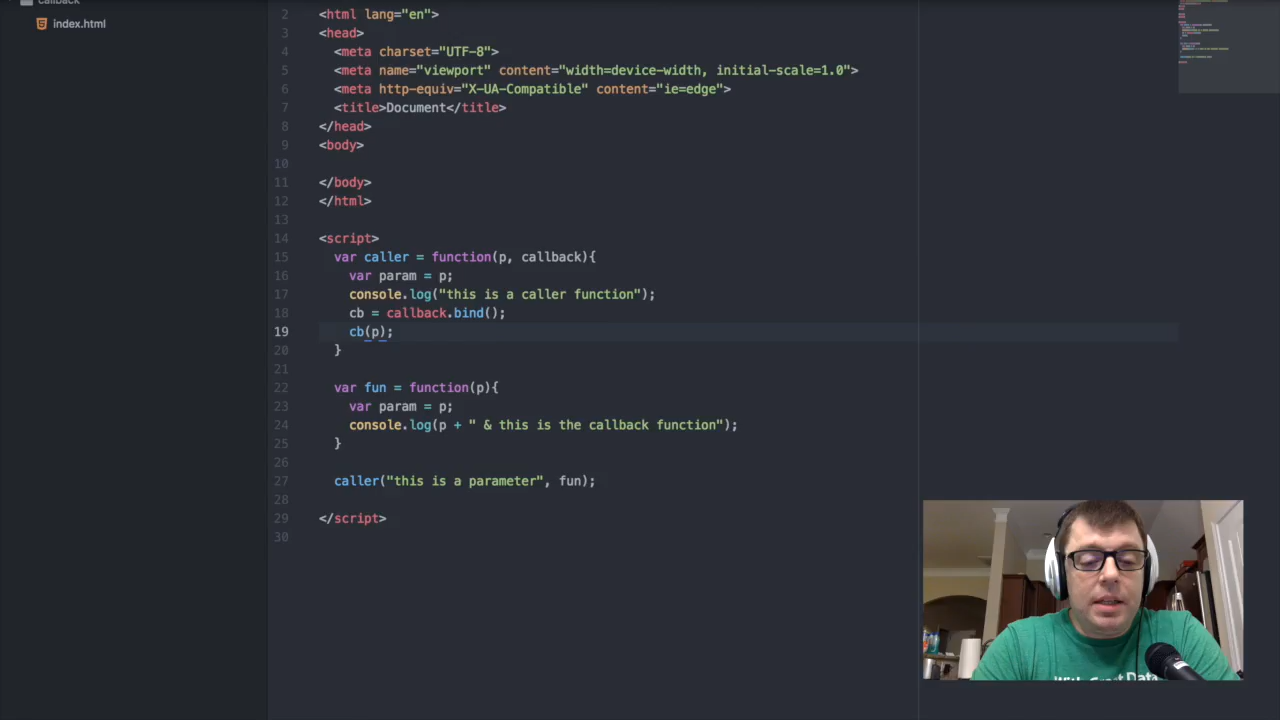 callback
index.html
2 <html lang="en">
3 <head>
4 <meta charset="UTF-8">
5 <meta name="viewport" content="width=device-width, initial-scale=1.0">
6 <meta http-equiv="X-UA-Compatible" content="ie=edge">
7 <title>Document</title>
8 </head>
9 <body>
10
11 </body>
12 </html>
13
14 <script>
15 var caller = function(p, callback){
16 var param = p;
17 console.log("this is a caller function");
18 cb = callback.bind();
19 cb(p);
20 }
21
22 var fun = function(p){
23 var param = p;
24 console.log(p + " & this is the callback function");
25 }
26
27 caller("this is a parameter", fun);
28
29 </script>
30
With Great Data